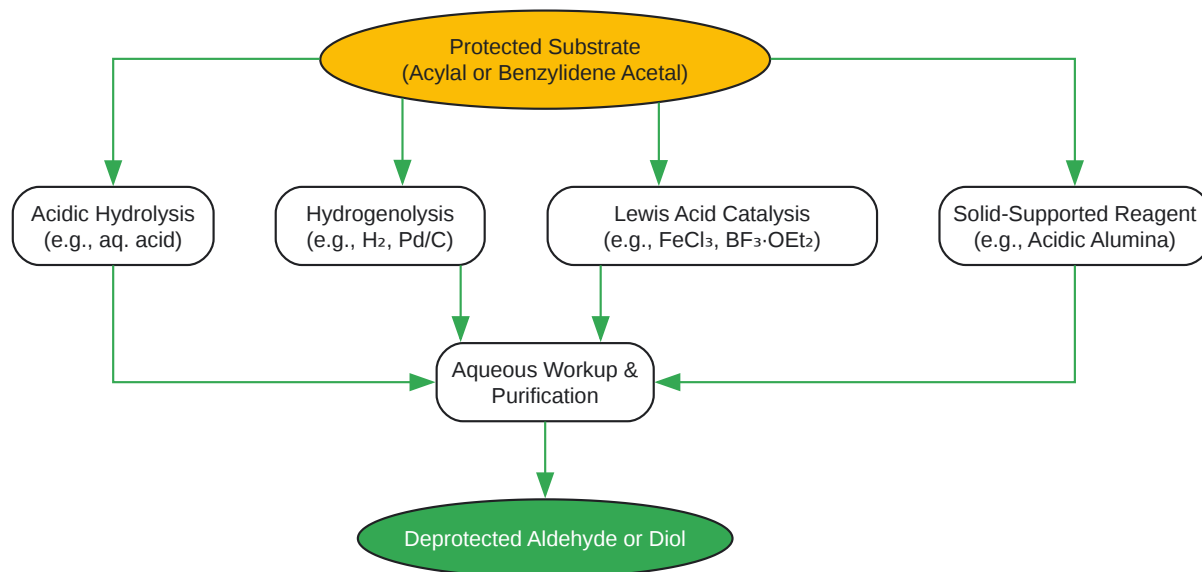 Protected Substrate
(Acylal or Benzylidene Acetal)
Acidic Hydrolysis
(e.g., aq. acid)
Hydrogenolysis
(e.g., H₂, Pd/C)
Lewis Acid Catalysis
(e.g., FeCl₃, BF₃·OEt₂)
Solid-Supported Reagent
(e.g., Acidic Alumina)
Aqueous Workup &
Purification
Deprotected Aldehyde or Diol